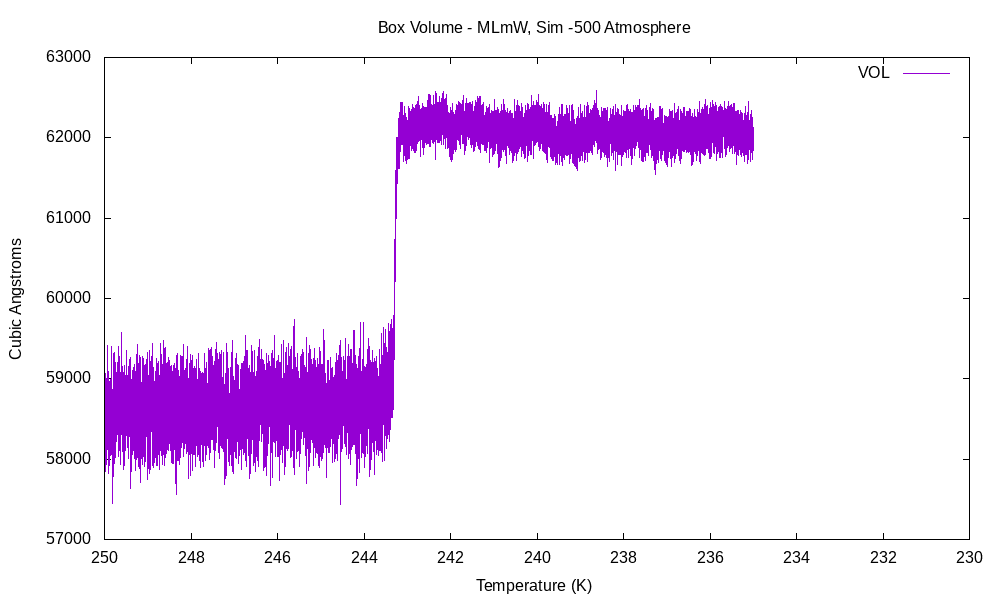 Box Volume - MLmW, Sim -500 Atmosphere
63000
VOL
62000
61000
60000
59000
58000
57000
Cubic Angstroms
250 248 246 244 242 240 238 236 234 232 230
Temperature (K)